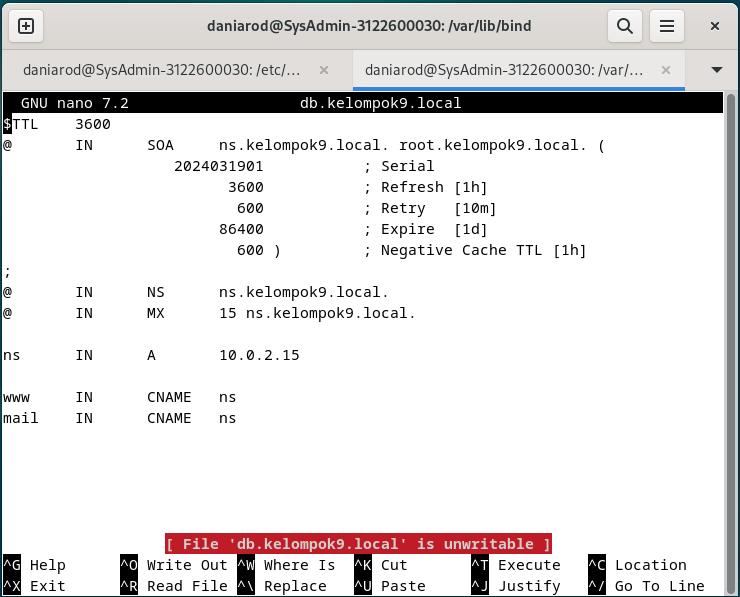 daniarod@SysAdmin-3122600030: /var/lib/bind
daniarod@SysAdmin-3122600030: /etc/... × daniarod@SysAdmin-3122600030: /var/... ×
GNU nano 7.2 db.kelompok9.local
$TTL 3600
@ IN SOA ns.kelompok9.local. root.kelompok9.local. (
2024031901 ; Serial
3600 ; Refresh [1h]
600 ; Retry [10m]
86400 ; Expire [1d]
600 ) ; Negative Cache TTL [1h]
;
@ IN NS ns.kelompok9.local.
@ IN MX 15 ns.kelompok9.local.
ns IN A 10.0.2.15
www IN CNAME ns
mail IN CNAME ns
[ File 'db.kelompok9.local' is unwritable ]
^G Help ^O Write Out ^W Where Is ^K Cut ^T Execute ^C Location
^X Exit ^R Read File ^\ Replace ^U Paste ^J Justify ^/ Go To Line